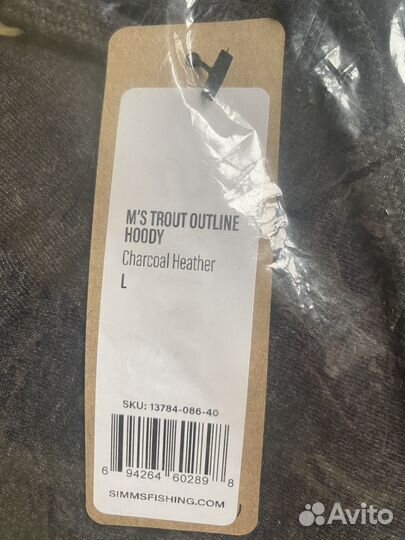 M'S TROUT OUTLINE
HOODY
Charcoal Heather
L
SKU: 13784-086-40
6 94264 60289 8
SIMMSFISHING.COM
Avito